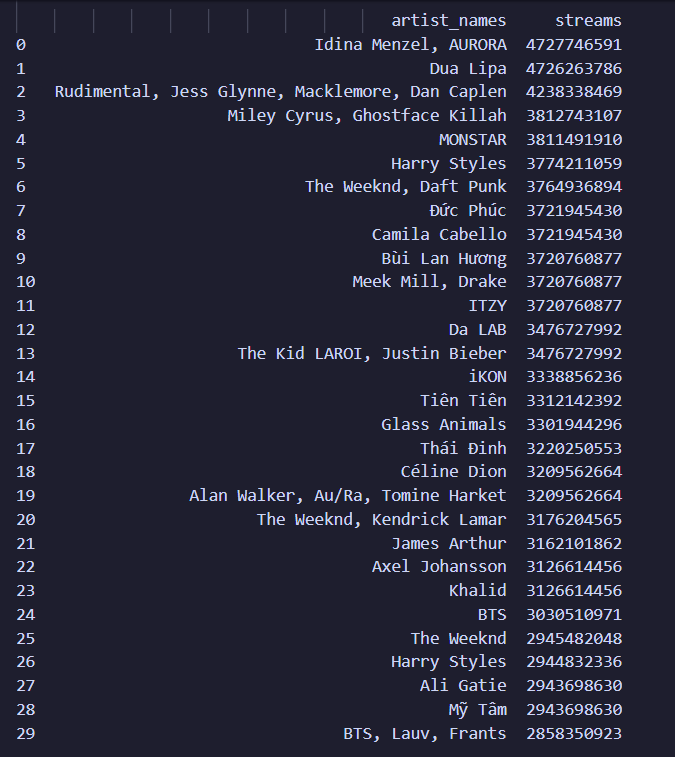 artist_names streams
0 Idina Menzel, AURORA 4727746591
1 Dua Lipa 4726263786
2 Rudimental, Jess Glynne, Macklemore, Dan Caplen 4238338469
3 Miley Cyrus, Ghostface Killah 3812743107
4 MONSTAR 3811491910
5 Harry Styles 3774211059
6 The Weeknd, Daft Punk 3764936894
7 Đức Phúc 3721945430
8 Camila Cabello 3721945430
9 Bùi Lan Hương 3720760877
10 Meek Mill, Drake 3720760877
11 ITZY 3720760877
12 Da LAB 3476727992
13 The Kid LAROI, Justin Bieber 3476727992
14 iKON 3338856236
15 Tiên Tiên 3312142392
16 Glass Animals 3301944296
17 Thái Đinh 3220250553
18 Céline Dion 3209562664
19 Alan Walker, Au/Ra, Tomine Harket 3209562664
20 The Weeknd, Kendrick Lamar 3176204565
21 James Arthur 3162101862
22 Axel Johansson 3126614456
23 Khalid 3126614456
24 BTS 3030510971
25 The Weeknd 2945482048
26 Harry Styles 2944832336
27 Ali Gatie 2943698630
28 Mỹ Tâm 2943698630
29 BTS, Lauv, Frants 2858350923